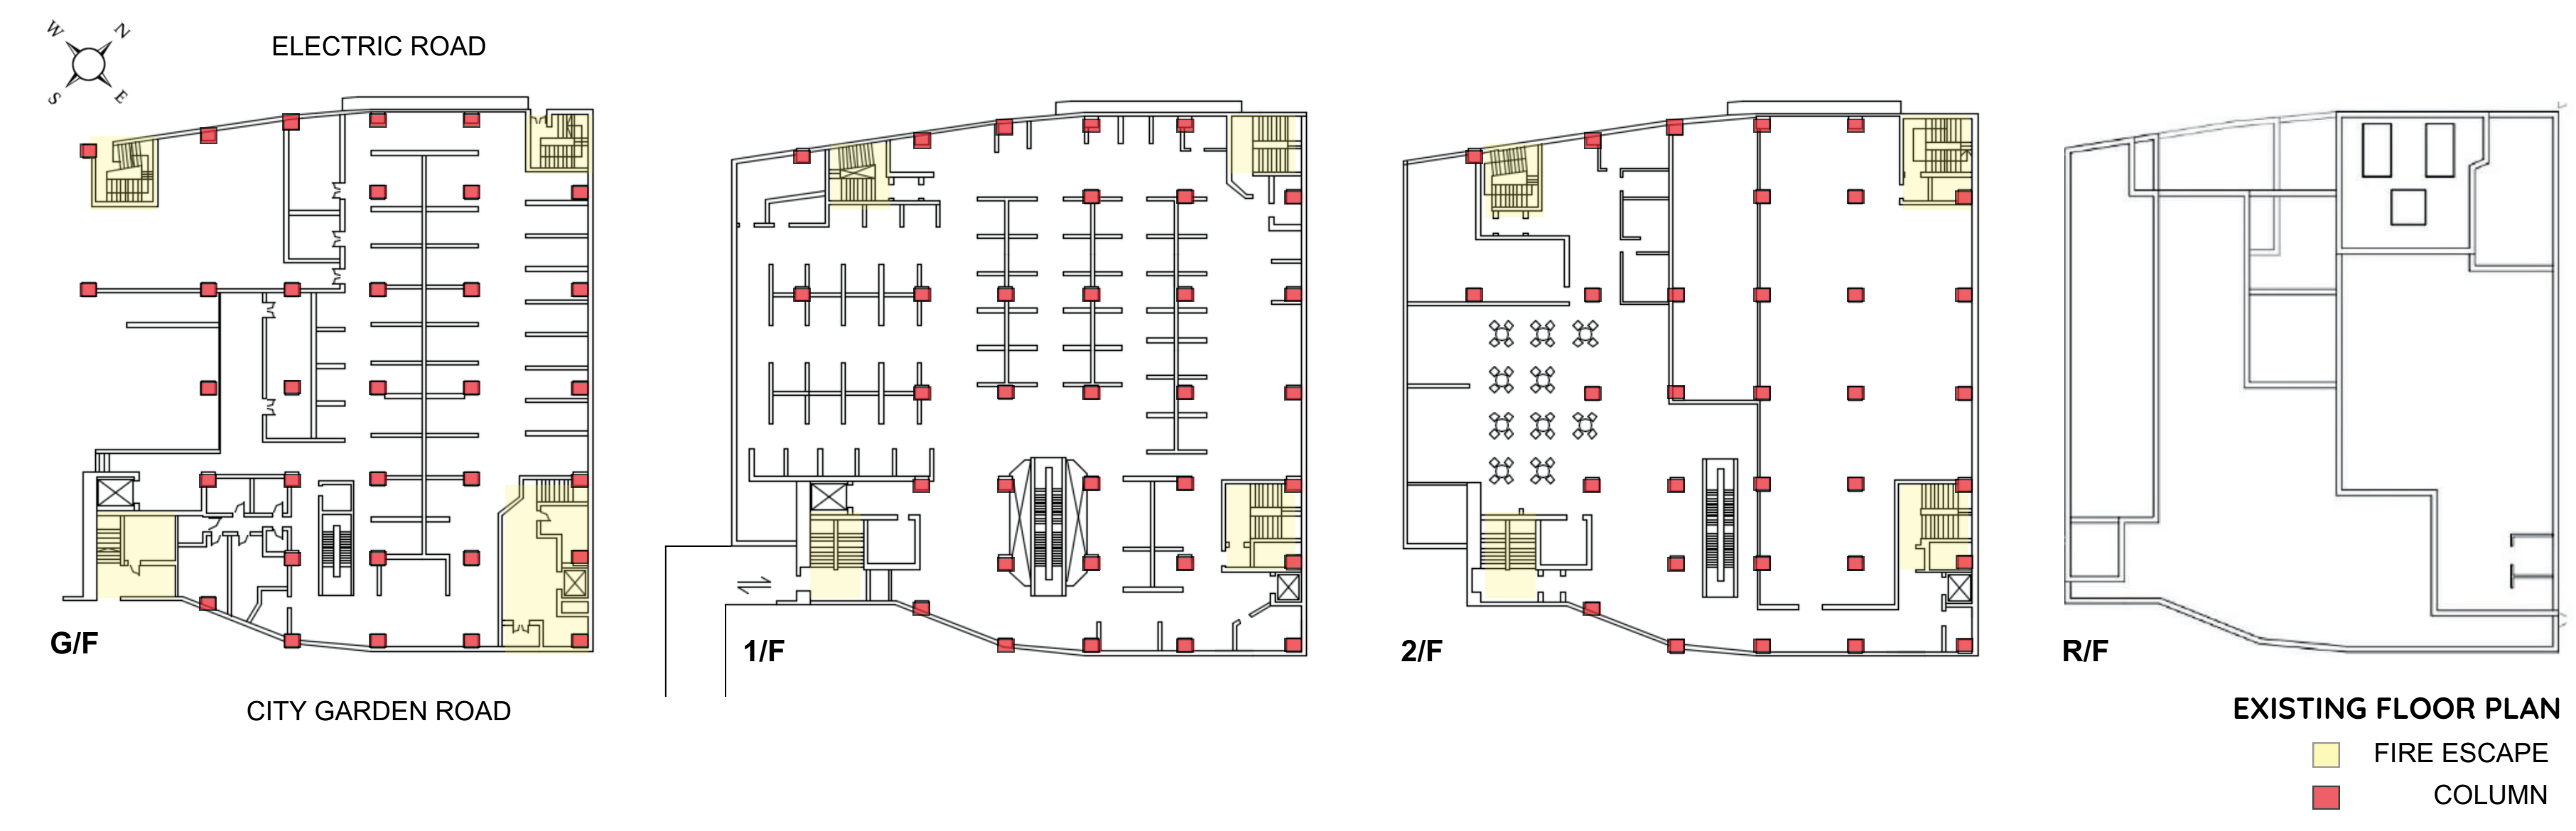 W N
ELECTRIC ROAD
S E
G/F
1/F
2/F
R/F
CITY GARDEN ROAD
EXISTING FLOOR PLAN
FIRE ESCAPE
COLUMN